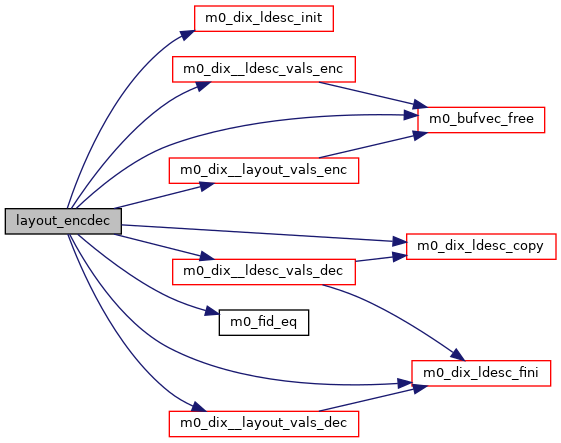 m0_dix_ldesc_init
m0_dix__ldesc_vals_enc
m0_bufvec_free
m0_dix__layout_vals_enc
layout_encdec
m0_dix_ldesc_copy
m0_dix__ldesc_vals_dec
m0_fid_eq
m0_dix_ldesc_fini
m0_dix__layout_vals_dec